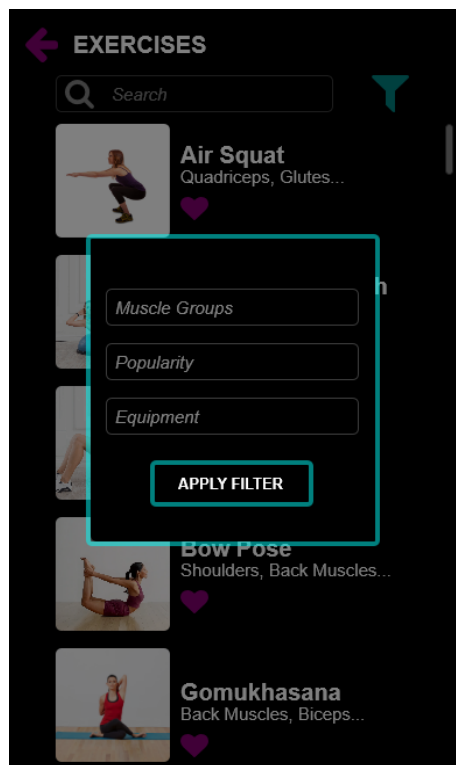 EXERCISES
Search
Air Squat
Quadriceps, Glutes...
h
Muscle Groups
Popularity
Equipment
APPLY FILTER
Bow Pose
Shoulders, Back Muscles...
Gomukhasana
Back Muscles, Biceps...